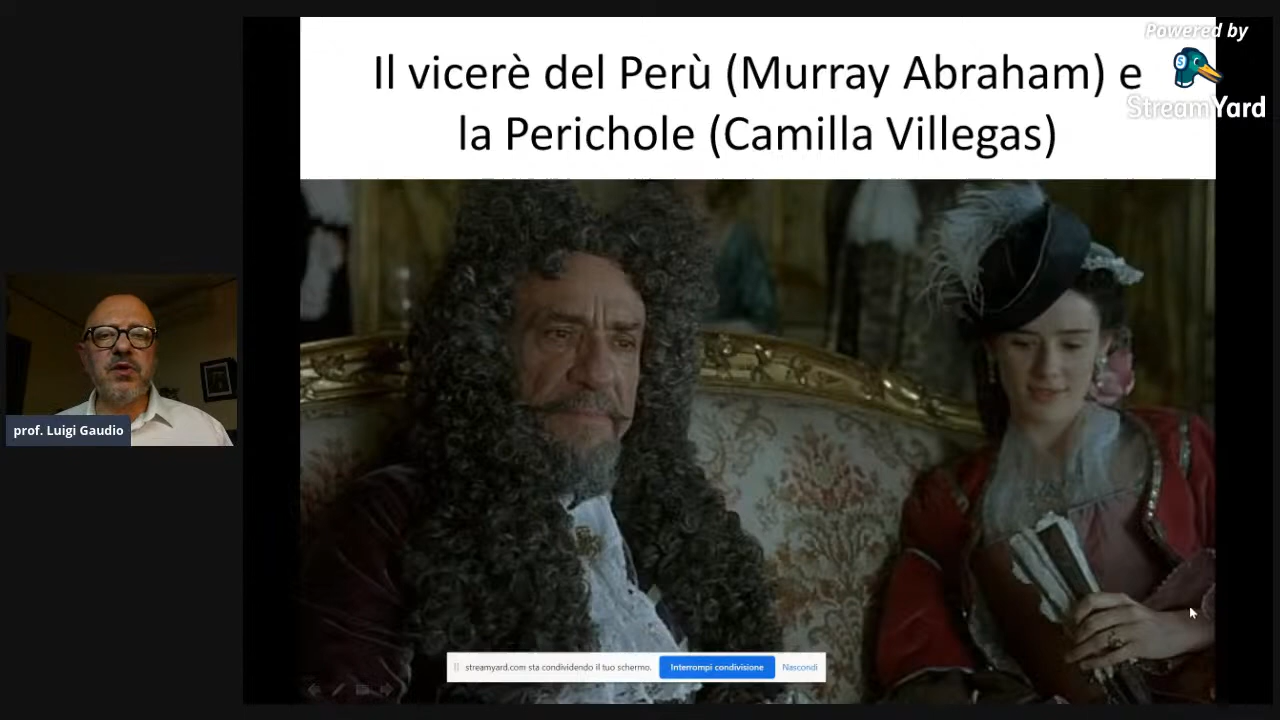 Il vicerè del Perù (Murray Abraham) e
la Perichole (Camilla Villegas)
Powered by
StreamYard
S
prof. Luigi Gaudio
streamyard.com sta condividendo il tuo schermo.
Interrompi condivisione
Nascondi